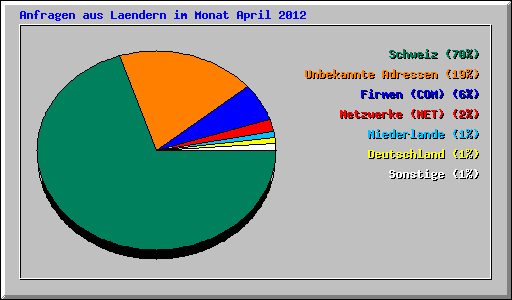 Anfragen aus Laendern im Monat April 2012
Schweiz (70%)
Unbekannte Adressen (19%)
Firmen (COM) (6%)
Netzwerke (NET) (2%)
Niederlande (1%)
Deutschland (1%)
Sonstige (1%)